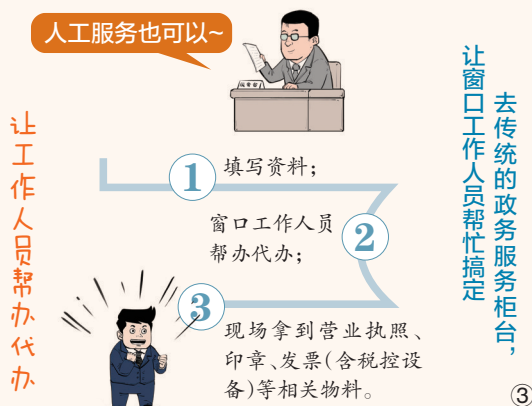 人工服务也可以~
去传统的政务服务柜台，
让窗口工作人员帮忙搞定
让工作人员帮办代办
1 填写资料；
2 窗口工作人员
帮办代办；
3 现场拿到营业执照、
印章、发票(含税控设
备)等相关物料。
③